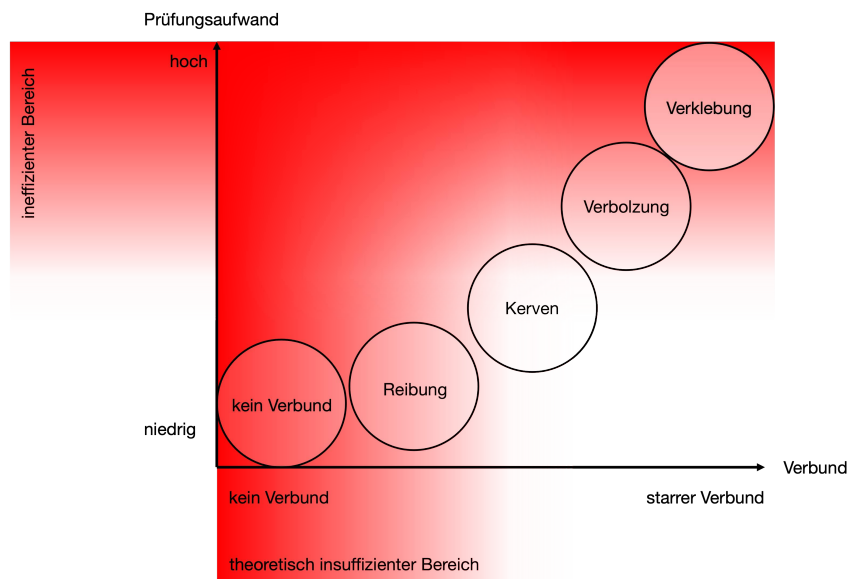 Prüfungsaufwand
hoch
ineffizienter Bereich
Verklebung
Verbolzung
Kerven
Reibung
kein Verbund
niedrig
Verbund
kein Verbund
starrer Verbund
theoretisch insuffizienter Bereich